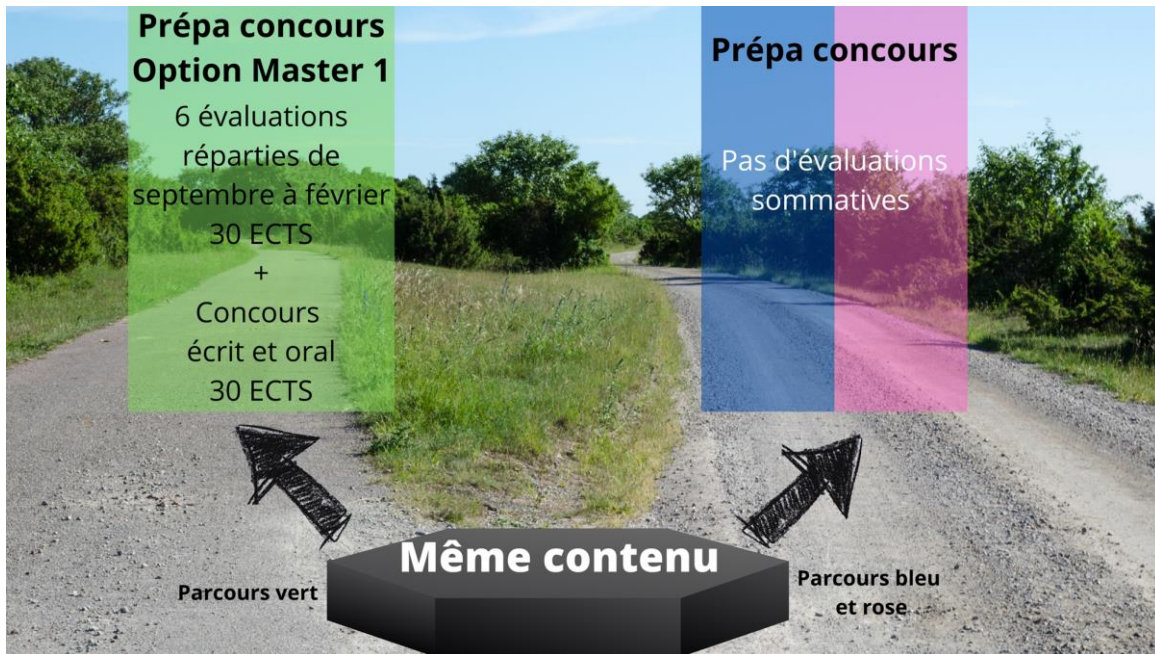 Prépa concours
Option Master 1
6 évaluations
réparties de
septembre à février
30 ECTS
+
Concours
écrit et oral
30 ECTS
Prépa concours
Pas d'évaluations
sommatives
Même contenu
Parcours vert
Parcours bleu
et rose